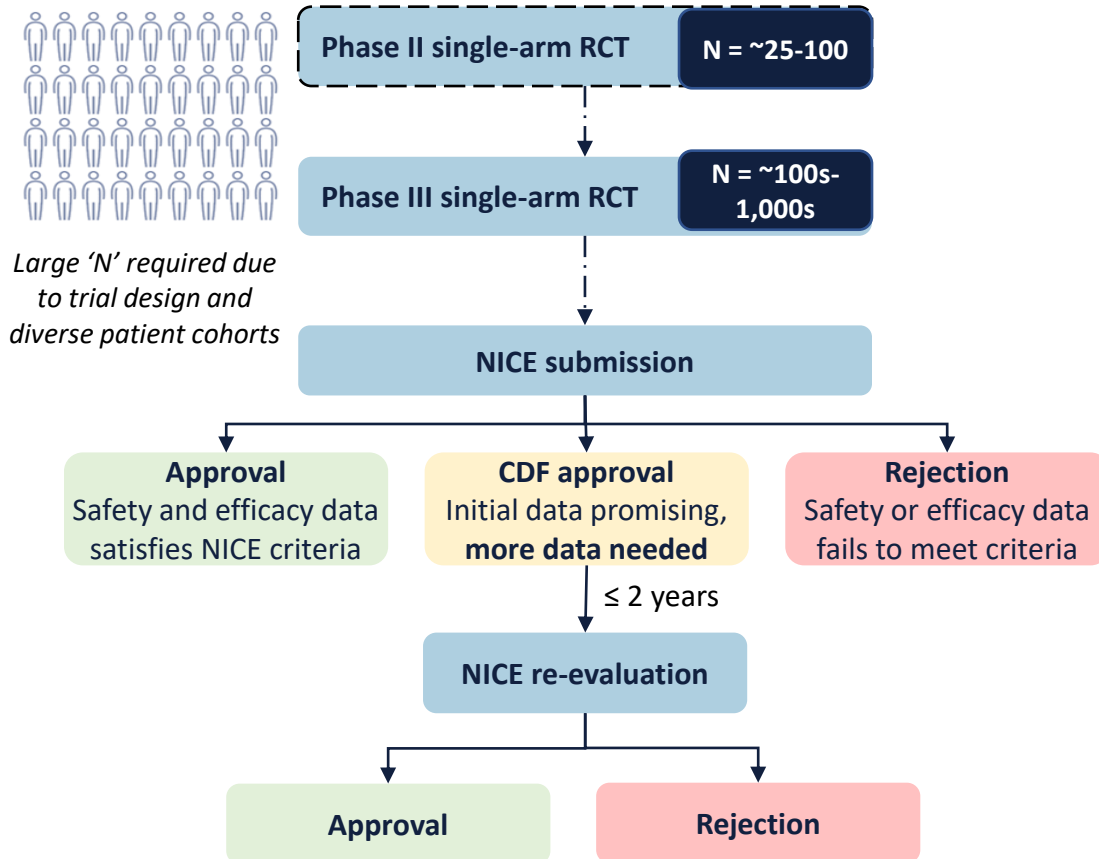 Phase II single-arm RCT
N = ~25-100
Phase III single-arm RCT
N = ~100s-
1,000s
Large ‘N’ required due
to trial design and
diverse patient cohorts
NICE submission
Approval
Safety and efficacy data
satisfies NICE criteria
CDF approval
Initial data promising,
more data needed
Rejection
Safety or efficacy data
fails to meet criteria
≤ 2 years
NICE re-evaluation
Approval
Rejection